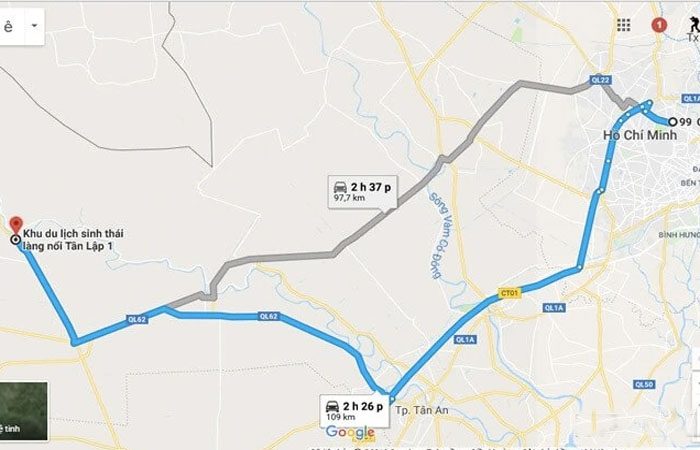 ê
1
Tx
QL22
QL1A
99
Hồ Chí Minh
BẾN T
2 h 37 p
97,7 km
Sông Vàm Cỏ Đông
BÌNH HƯNG
Khu du lịch sinh thái
làng nổi Tân Lập 1
CT01
QL62
QL62
QL1A
QL1A
QL50
2 h 26 p
109 km
Tp. Tân An
Google
ệ tinh